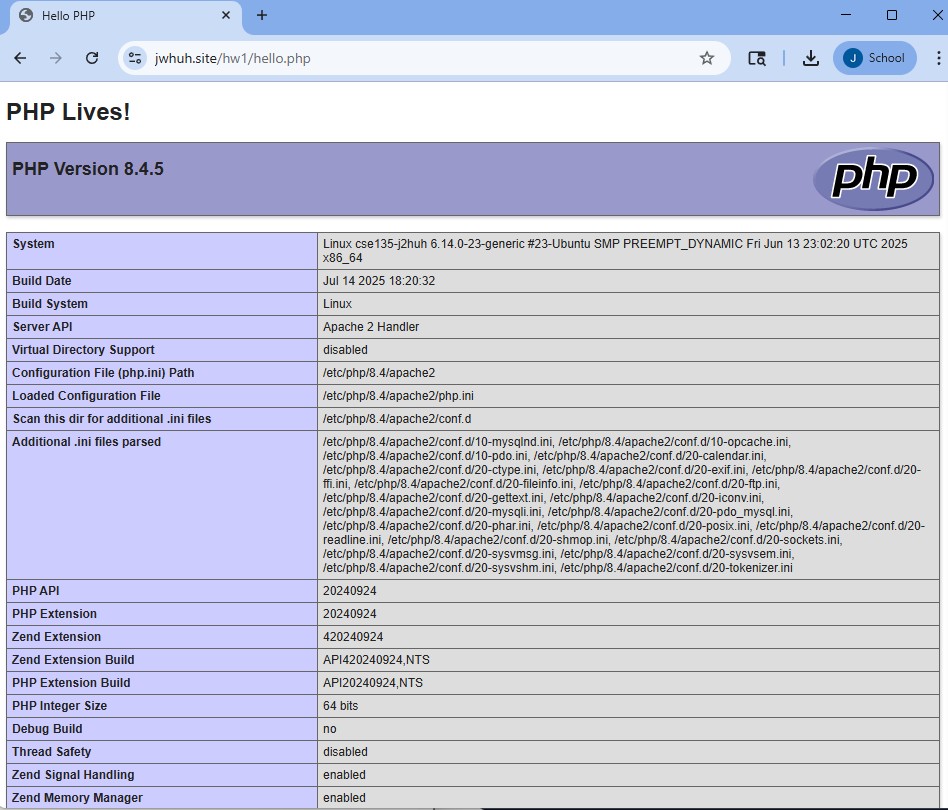 Hello PHP
jwhuh.site/hw1/hello.php
J School
PHP Lives!
PHP Version 8.4.5
php
System Linux cse135-j2huh 6.14.0-23-generic #23-Ubuntu SMP PREEMPT_DYNAMIC Fri Jun 13 23:02:20 UTC 2025
x86_64
Build Date Jul 14 2025 18:20:32
Build System Linux
Server API Apache 2 Handler
Virtual Directory Support disabled
Configuration File (php.ini) Path /etc/php/8.4/apache2
Loaded Configuration File /etc/php/8.4/apache2/php.ini
Scan this dir for additional .ini files /etc/php/8.4/apache2/conf.d
Additional .ini files parsed /etc/php/8.4/apache2/conf.d/10-mysqlnd.ini, /etc/php/8.4/apache2/conf.d/10-opcache.ini,
/etc/php/8.4/apache2/conf.d/10-pdo.ini, /etc/php/8.4/apache2/conf.d/20-calendar.ini,
/etc/php/8.4/apache2/conf.d/20-ctype.ini, /etc/php/8.4/apache2/conf.d/20-exif.ini, /etc/php/8.4/apache2/conf.d/20-
ffi.ini, /etc/php/8.4/apache2/conf.d/20-fileinfo.ini, /etc/php/8.4/apache2/conf.d/20-ftp.ini,
/etc/php/8.4/apache2/conf.d/20-gettext.ini, /etc/php/8.4/apache2/conf.d/20-iconv.ini,
/etc/php/8.4/apache2/conf.d/20-mysqli.ini, /etc/php/8.4/apache2/conf.d/20-pdo_mysql.ini,
/etc/php/8.4/apache2/conf.d/20-phar.ini, /etc/php/8.4/apache2/conf.d/20-posix.ini, /etc/php/8.4/apache2/conf.d/20-
readline.ini, /etc/php/8.4/apache2/conf.d/20-shmop.ini, /etc/php/8.4/apache2/conf.d/20-sockets.ini,
/etc/php/8.4/apache2/conf.d/20-sysvmsg.ini, /etc/php/8.4/apache2/conf.d/20-sysvsem.ini,
/etc/php/8.4/apache2/conf.d/20-sysvshm.ini, /etc/php/8.4/apache2/conf.d/20-tokenizer.ini
PHP API 20240924
PHP Extension 20240924
Zend Extension 420240924
Zend Extension Build API420240924,NTS
PHP Extension Build API20240924,NTS
PHP Integer Size 64 bits
Debug Build no
Thread Safety disabled
Zend Signal Handling enabled
Zend Memory Manager enabled